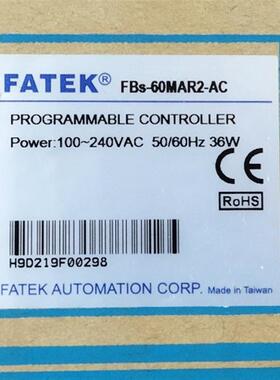 FATEK® FBs-60MAR2-AC
PROGRAMMABLE CONTROLLER
Power:100~240VAC 50/60Hz 36W
CE
RoHS
H9D219F00298
FATEK AUTOMATION CORP. Made in Taiwan